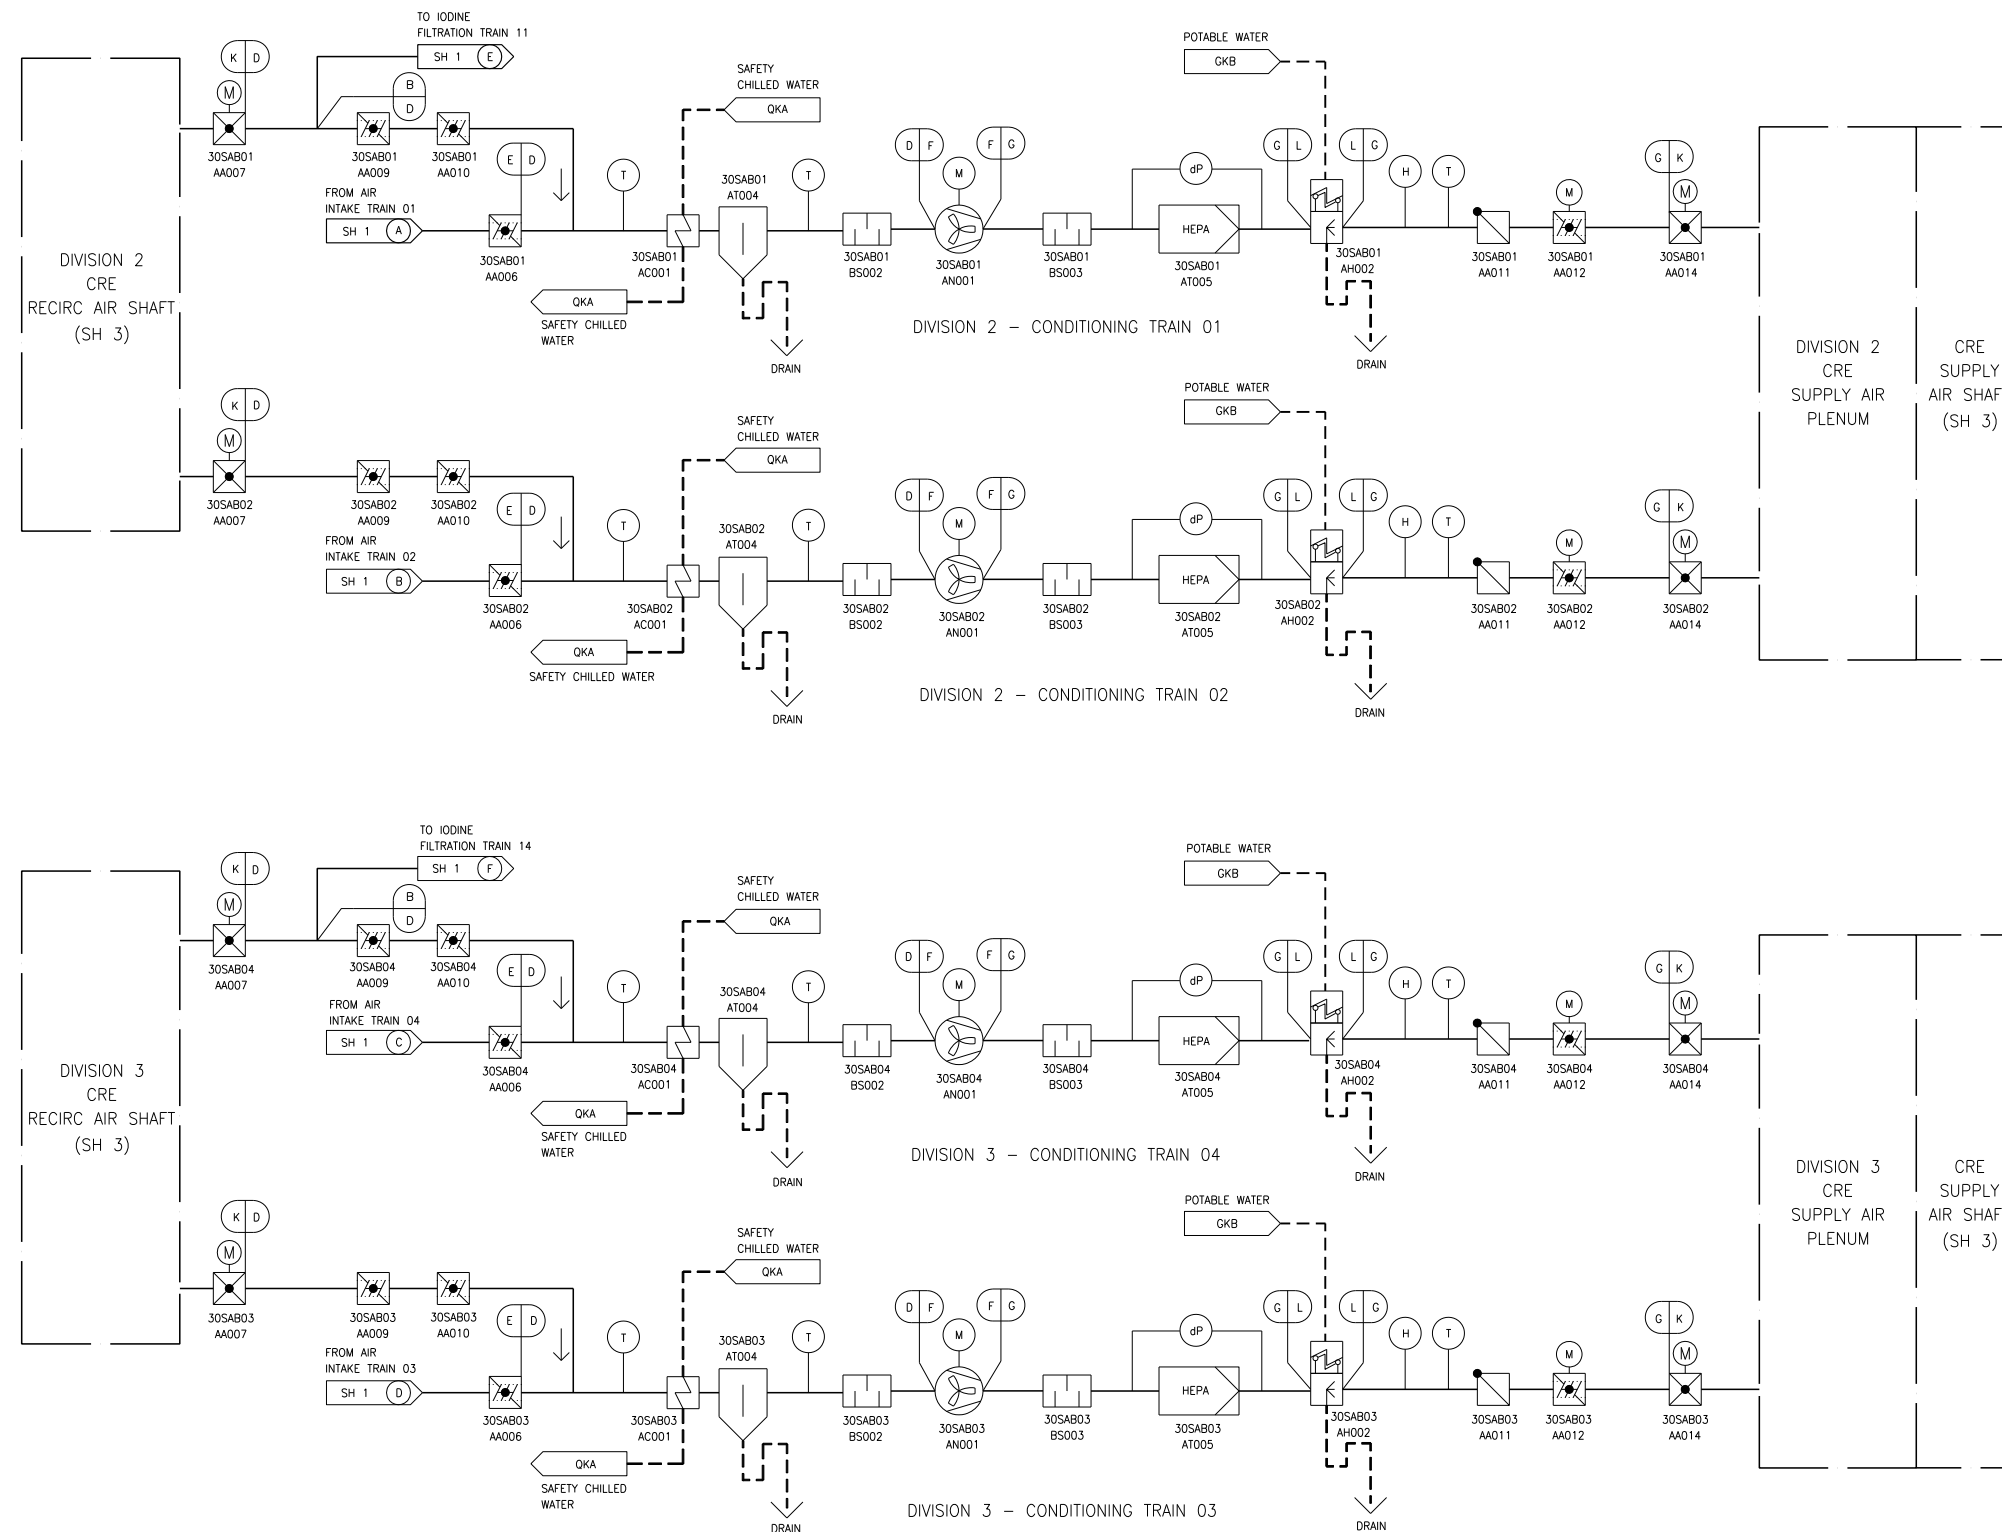 TO IODINE
FILTRATION TRAIN 11
SH 1 E
K D
M
B
D
30SAB01
AA007
30SAB01
AA009
30SAB01
AA010
FROM AIR
INTAKE TRAIN 01
SH 1 A
E D
30SAB01
AA006
T
SAFETY
CHILLED WATER
QKA
30SAB01
AC001
QKA
SAFETY CHILLED
WATER
30SAB01
AT004
DRAIN
T
30SAB01
BS002
D F
F G
M
30SAB01
AN001
30SAB01
BS003
dP
HEPA
30SAB01
AT005
POTABLE WATER
GKB
G L
L G
30SAB01
AH002
DRAIN
H
T
30SAB01
AA011
M
30SAB01
AA012
G K
M
30SAB01
AA014
DIVISION 2 - CONDITIONING TRAIN 01
DIVISION 2
CRE
RECIRC AIR SHAFT
(SH 3)
DIVISION 2
CRE
SUPPLY AIR
PLENUM
CRE
SUPPLY
AIR SHAF
(SH 3)
K D
M
30SAB02
AA007
30SAB02
AA009
30SAB02
AA010
FROM AIR
INTAKE TRAIN 02
SH 1 B
E D
30SAB02
AA006
T
SAFETY
CHILLED WATER
QKA
30SAB02
AC001
QKA
SAFETY CHILLED WATER
30SAB02
AT004
DRAIN
T
30SAB02
BS002
D F
F G
M
30SAB02
AN001
30SAB02
BS003
dP
HEPA
30SAB02
AT005
POTABLE WATER
GKB
G L
L G
30SAB02
AH002
DRAIN
H
T
30SAB02
AA011
M
30SAB02
AA012
G K
M
30SAB02
AA014
DIVISION 2 - CONDITIONING TRAIN 02
TO IODINE
FILTRATION TRAIN 14
SH 1 F
K D
M
B
D
30SAB04
AA007
30SAB04
AA009
30SAB04
AA010
FROM AIR
INTAKE TRAIN 04
SH 1 C
E D
30SAB04
AA006
T
SAFETY
CHILLED WATER
QKA
30SAB04
AC001
QKA
SAFETY CHILLED
WATER
30SAB04
AT004
DRAIN
T
30SAB04
BS002
D F
F G
M
30SAB04
AN001
30SAB04
BS003
dP
HEPA
30SAB04
AT005
POTABLE WATER
GKB
G L
L G
30SAB04
AH002
DRAIN
H
T
30SAB04
AA011
M
30SAB04
AA012
G K
M
30SAB04
AA014
DIVISION 3 - CONDITIONING TRAIN 04
DIVISION 3
CRE
RECIRC AIR SHAFT
(SH 3)
DIVISION 3
CRE
SUPPLY AIR
PLENUM
CRE
SUPPLY
AIR SHAF
(SH 3)
K D
M
30SAB03
AA007
30SAB03
AA009
30SAB03
AA010
FROM AIR
INTAKE TRAIN 03
SH 1 D
E D
30SAB03
AA006
T
SAFETY
CHILLED WATER
QKA
30SAB03
AC001
QKA
SAFETY CHILLED
WATER
30SAB03
AT004
DRAIN
T
30SAB03
BS002
D F
F G
M
30SAB03
AN001
30SAB03
BS003
dP
HEPA
30SAB03
AT005
POTABLE WATER
GKB
G L
L G
30SAB03
AH002
DRAIN
H
T
30SAB03
AA011
M
30SAB03
AA012
G K
M
30SAB03
AA014
DIVISION 3 - CONDITIONING TRAIN 03